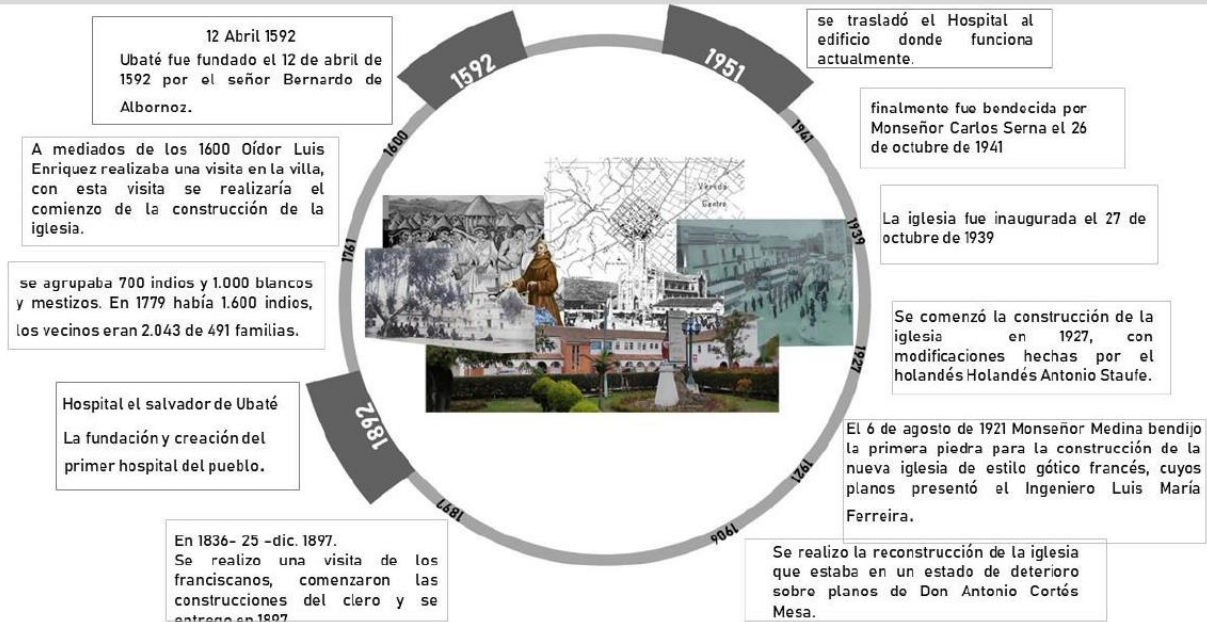 12 Abril 1592
Ubaté fue fundado el 12 de abril de
1592 por el señor Bernardo de
Albornoz.
1592
1600
A mediados de los 1600 Oídor Luis
Enriquez realizaba una visita en la villa,
con esta visita se realizaría el
comienzo de la construcción de la
iglesia.
1761
se agrupaba 700 indios y 1.000 blancos
y mestizos. En 1779 había 1.600 indios,
los vecinos eran 2.043 de 491 familias.
1892
Hospital el salvador de Ubaté
La fundación y creación del
primer hospital del pueblo.
1897
En 1836- 25 -dic. 1897.
Se realizo una visita de los
franciscanos, comenzaron las
construcciones del clero y se
entrego en 1897
1906
Se realizo la reconstrucción de la iglesia
que estaba en un estado de deterioro
sobre planos de Don Antonio Cortés
Mesa.
1921
El 6 de agosto de 1921 Monseñor Medina bendijo
la primera piedra para la construcción de la
nueva iglesia de estilo gótico francés, cuyos
planos presentó el Ingeniero Luis María
Ferreira.
1927
Se comenzó la construcción de la
iglesia en 1927, con
modificaciones hechas por el
holandés Holandés Antonio Staufe.
1939
La iglesia fue inaugurada el 27 de
octubre de 1939
1941
finalmente fue bendecida por
Monseñor Carlos Serna el 26
de octubre de 1941
1951
se trasladó el Hospital al
edificio donde funciona
actualmente.
Vereda
Centro